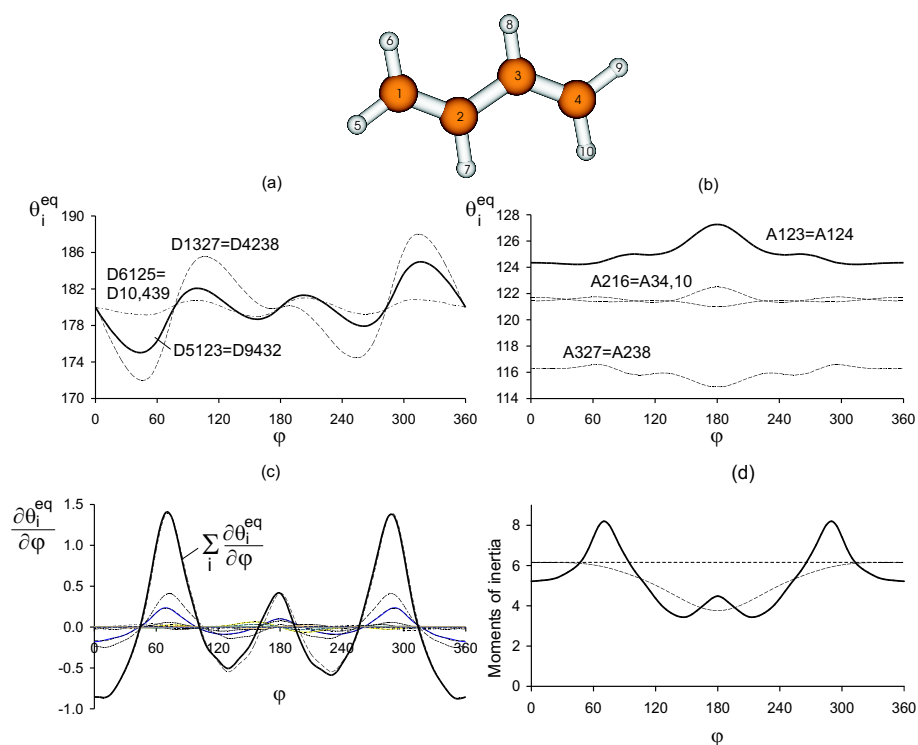 8
6
9
3
1
4
2
5
10
7
(a)
(b)
θ_i^eq
190
186
182
178
174
170
D1327=D4238
D6125=
D10,439
D5123=D9432
0 60 120 180 240 300 360
φ
θ_i^eq
128
126
124
122
120
118
116
114
A123=A124
A216=A34,10
A327=A238
0 60 120 180 240 300 360
φ
(c)
(d)
∂θ_i^eq
∂φ
1.5
1.0
0.5
0.0
-0.5
-1.0
∑_i ∂θ_i^eq/∂φ
0 60 120 180 240 300 360
φ
Moments of inertia
8
6
4
2
0
0 60 120 180 240 300 360
φ